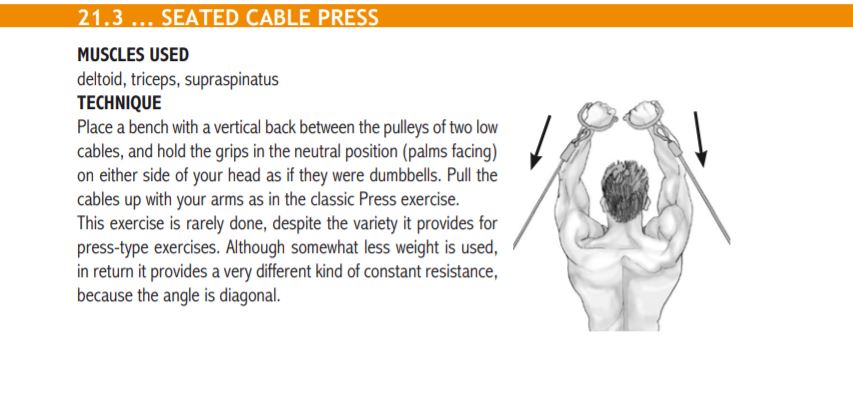 21.3 ... SEATED CABLE PRESS
MUSCLES USED
deltoid, triceps, supraspinatus
TECHNIQUE
Place a bench with a vertical back between the pulleys of two low
cables, and hold the grips in the neutral position (palms facing)
on either side of your head as if they were dumbbells. Pull the
cables up with your arms as in the classic Press exercise.
This exercise is rarely done, despite the variety it provides for
press-type exercises. Although somewhat less weight is used,
in return it provides a very different kind of constant resistance,
because the angle is diagonal.